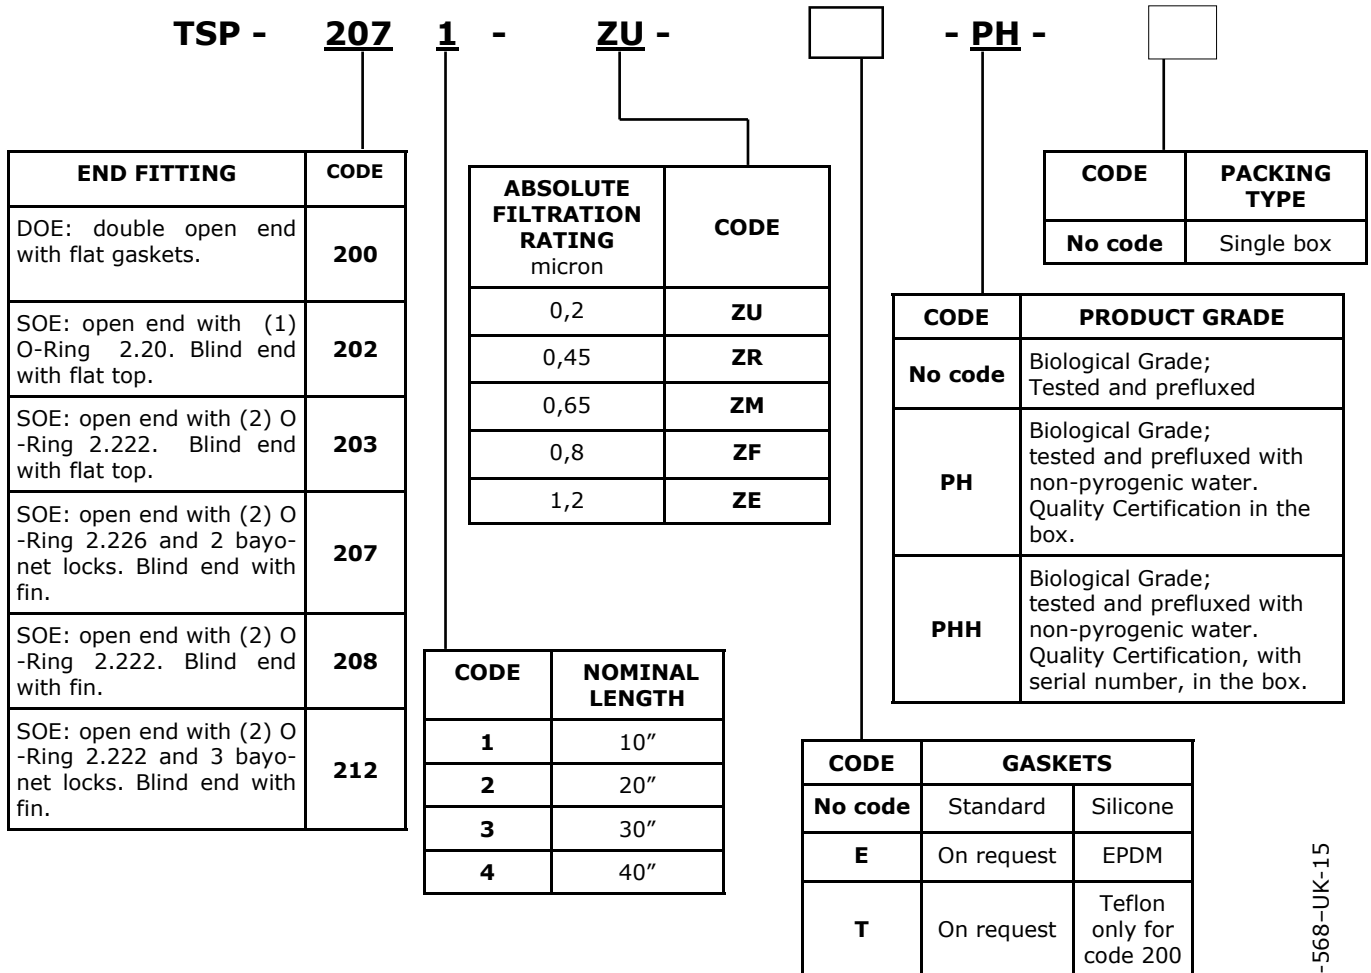 TSP - 207 1 - ZU - - PH -
END FITTING CODE
DOE: double open end
with flat gaskets.
200
SOE: open end with (1)
O-Ring 2.20. Blind end
with flat top.
202
SOE: open end with (2) O
-Ring 2.222. Blind end
with flat top.
203
SOE: open end with (2) O
-Ring 2.226 and 2 bayo-
net locks. Blind end with
fin.
207
SOE: open end with (2) O
-Ring 2.222. Blind end
with fin.
208
SOE: open end with (2) O
-Ring 2.222 and 3 bayo-
net locks. Blind end with
fin.
212
CODE NOMINAL
LENGTH
1 10″
2 20″
3 30″
4 40″
ABSOLUTE
FILTRATION
RATING
micron
CODE
0,2 ZU
0,45 ZR
0,65 ZM
0,8 ZF
1,2 ZE
CODE GASKETS
No code Standard Silicone
E On request EPDM
T On request Teflon
only for
code 200
CODE PRODUCT GRADE
No code
Biological Grade;
Tested and prefluxed
PH
Biological Grade;
tested and prefluxed with
non-pyrogenic water.
Quality Certification in the
box.
PHH
Biological Grade;
tested and prefluxed with
non-pyrogenic water.
Quality Certification, with
serial number, in the box.
CODE PACKING
TYPE
No code Single box
-568–UK-15